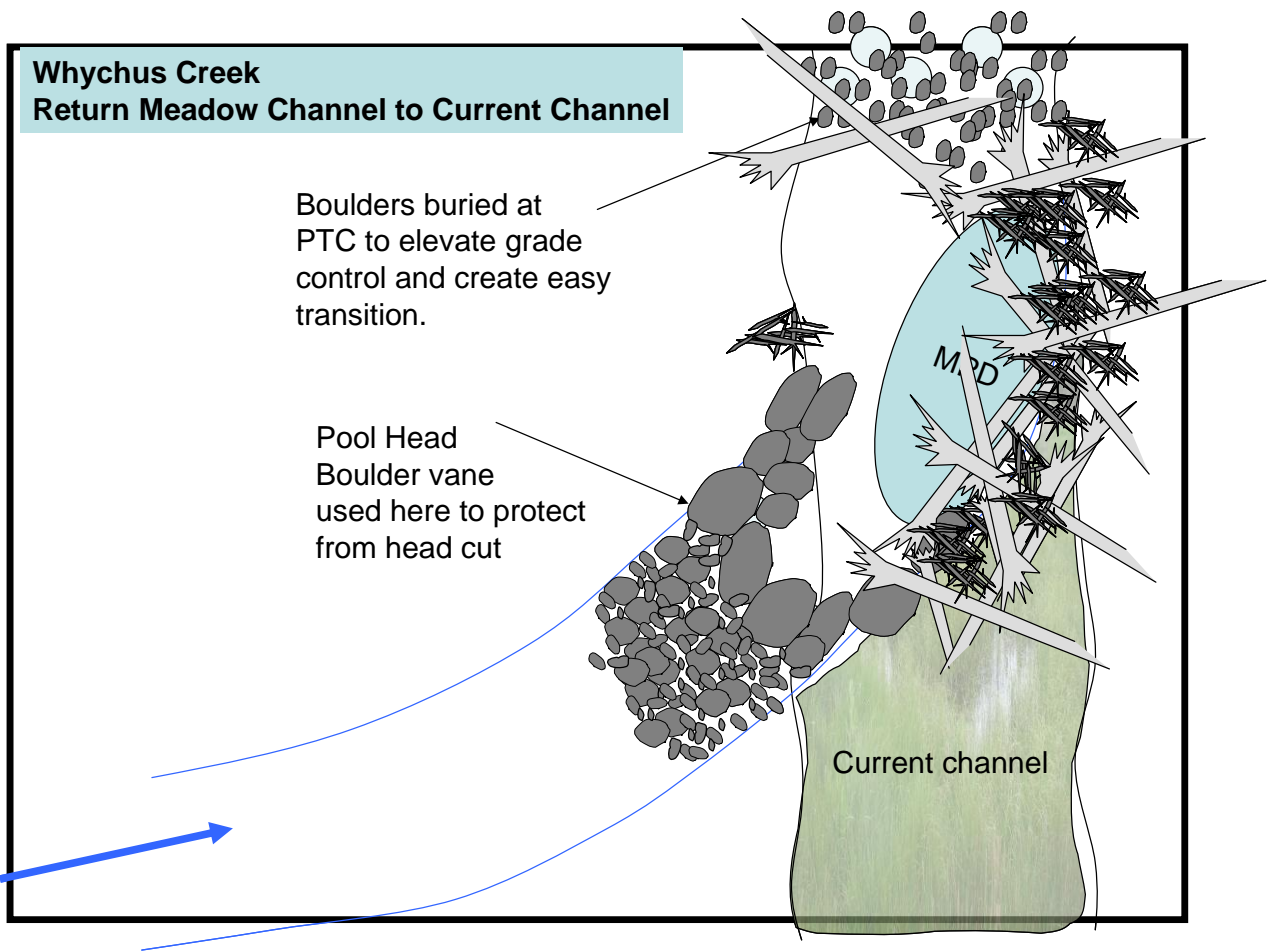 Whychus Creek
Return Meadow Channel to Current Channel
Boulders buried at
PTC to elevate grade
control and create easy
transition.
Pool Head
Boulder vane
used here to protect
from head cut
Current channel